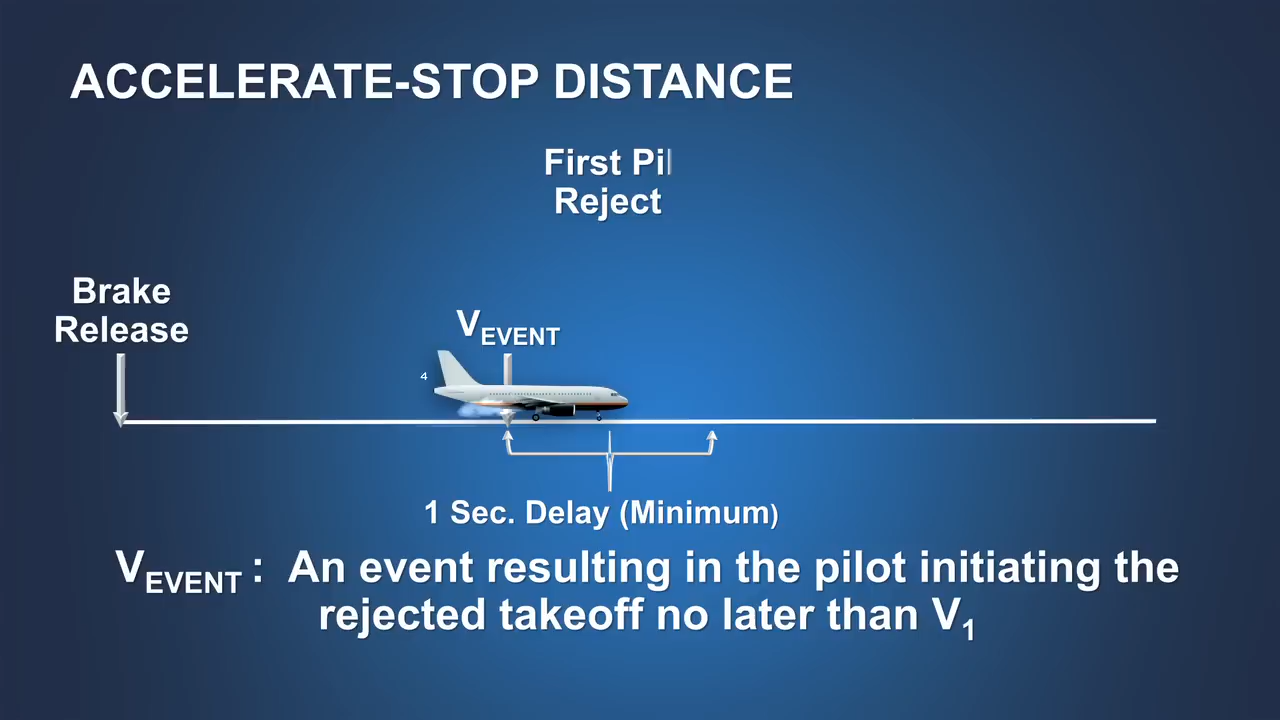 ACCELERATE-STOP DISTANCE
First Pil
Reject
Brake
Release
VEVENT
4
1 Sec. Delay (Minimum)
VEVENT : An event resulting in the pilot initiating the
rejected takeoff no later than V1